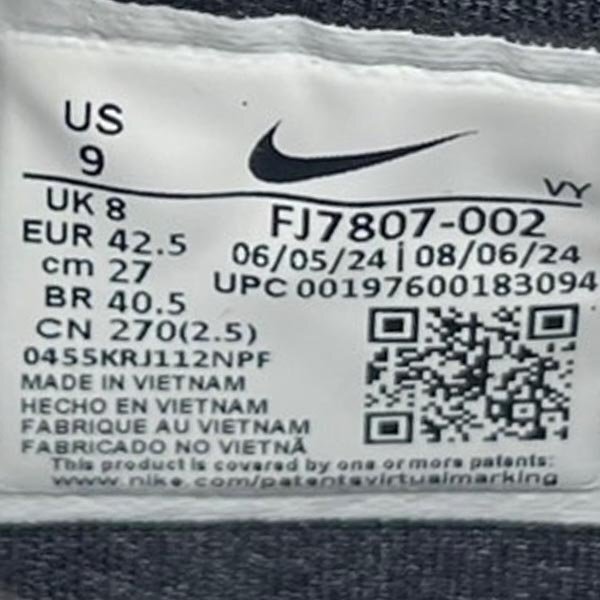 US
9
VY
UK 8
EUR 42.5
cm 27
BR 40.5
CN 270(2.5)
FJ7807-002
06/05/24 | 08/06/24
UPC 00197600183094
0455KRJ112NPF
MADE IN VIETNAM
HECHO EN VIETNAM
FABRIQUE AU VIETNAM
FABRICADO NO VIETNÃ
This product is covered by one or more patents:
www.nike.com/patentsvirtualmarking